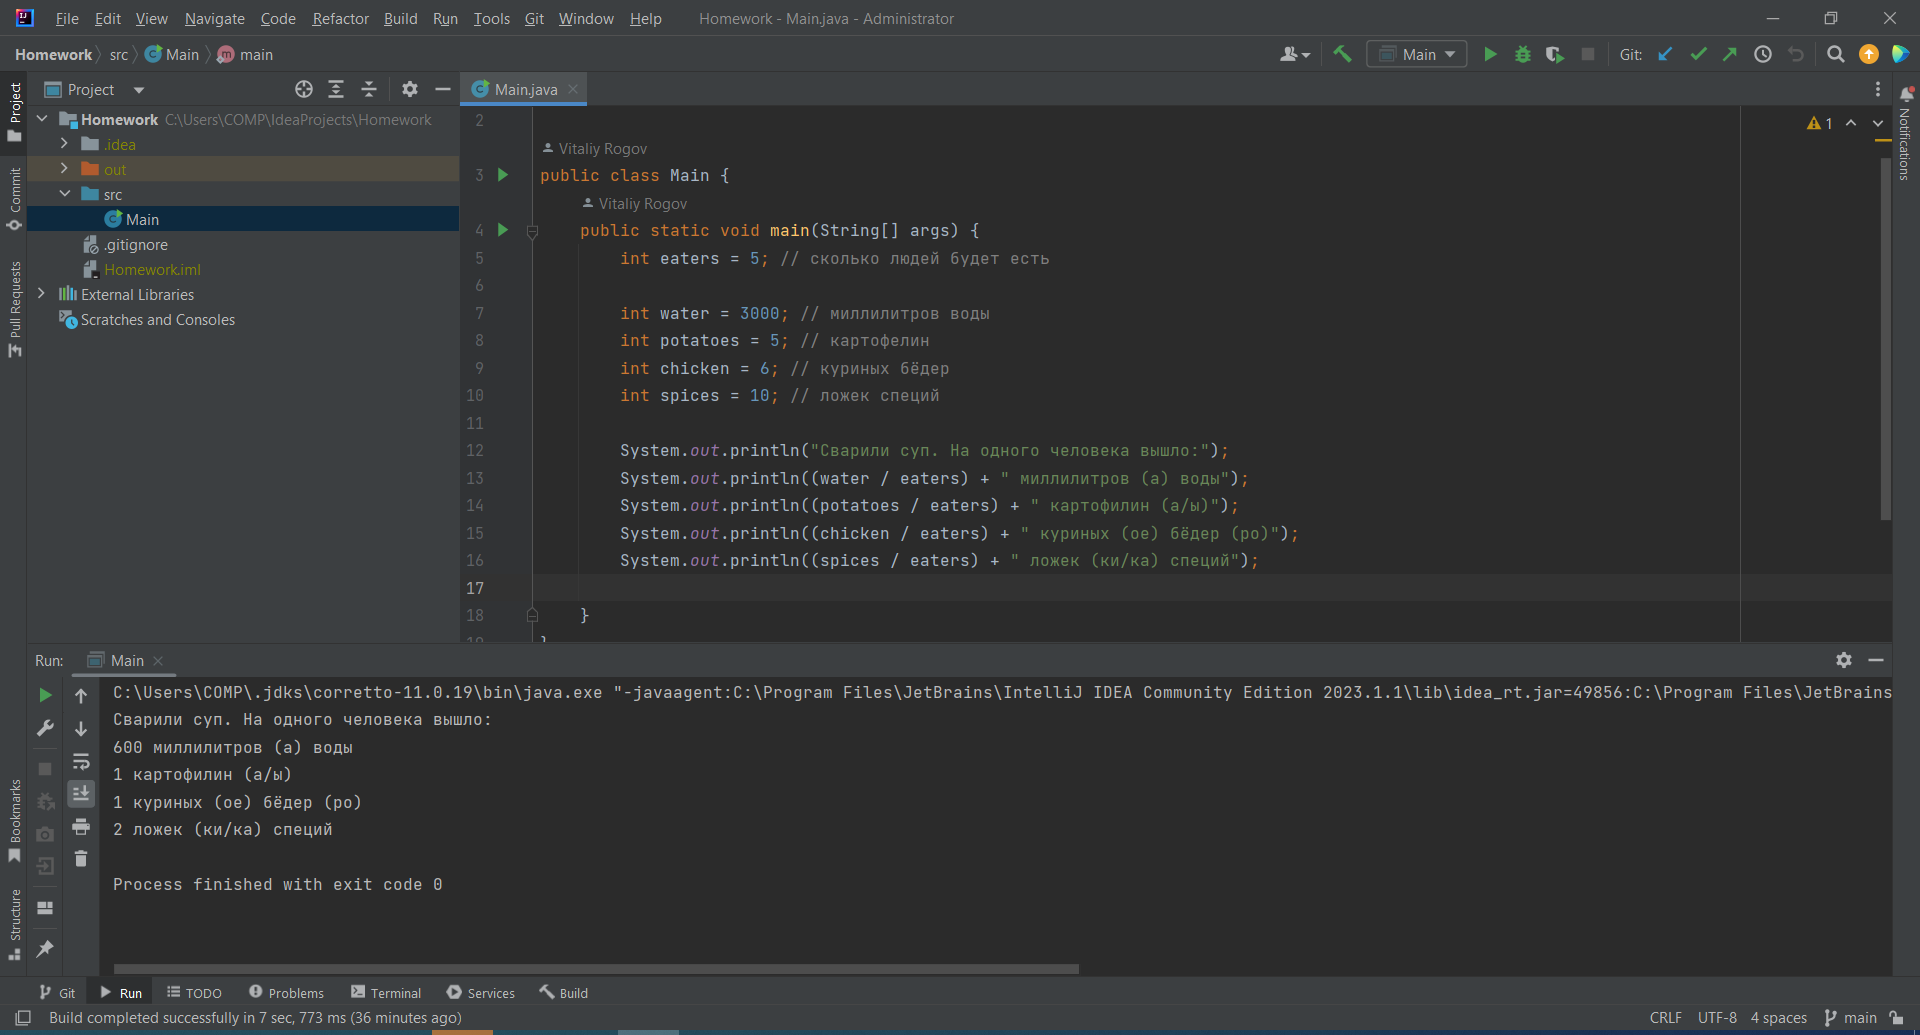 File Edit View Navigate Code Refactor Build Run Tools Git Window Help Homework - Main.java - Administrator
Homework src Main main
Main Git:
Project
Main.java
Project
Commit
Pull Requests
Bookmarks
Structure
Notifications
Homework C:\Users\COMP\IdeaProjects\Homework
.idea
out
src
Main
.gitignore
Homework.iml
External Libraries
Scratches and Consoles
1
2
Vitaliy Rogov
3 public class Main {
Vitaliy Rogov
4 public static void main(String[] args) {
5 int eaters = 5; // сколько людей будет есть
6
7 int water = 3000; // миллилитров воды
8 int potatoes = 5; // картофелин
9 int chicken = 6; // куриных бёдер
10 int spices = 10; // ложек специй
11
12 System.out.println("Сварили суп. На одного человека вышло:");
13 System.out.println((water / eaters) + " миллилитров (а) воды");
14 System.out.println((potatoes / eaters) + " картофилин (а/ы)");
15 System.out.println((chicken / eaters) + " куриных (ое) бёдер (ро)");
16 System.out.println((spices / eaters) + " ложек (ки/ка) специй");
17
18 }
19 }
Run: Main
C:\Users\COMP\.jdks\corretto-11.0.19\bin\java.exe "-javaagent:C:\Program Files\JetBrains\IntelliJ IDEA Community Edition 2023.1.1\lib\idea_rt.jar=49856:C:\Program Files\JetBrains
Сварили суп. На одного человека вышло:
600 миллилитров (а) воды
1 картофилин (а/ы)
1 куриных (ое) бёдер (ро)
2 ложек (ки/ка) специй
Process finished with exit code 0
Git Run TODO Problems Terminal Services Build
Build completed successfully in 7 sec, 773 ms (36 minutes ago) CRLF UTF-8 4 spaces main